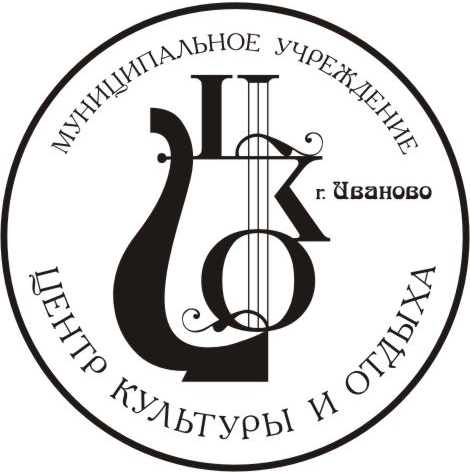 МУНИЦИПАЛЬНОЕ УЧРЕЖДЕНИЕ
ЦКО
г. Иваново
ЦЕНТР КУЛЬТУРЫ И ОТДЫХА